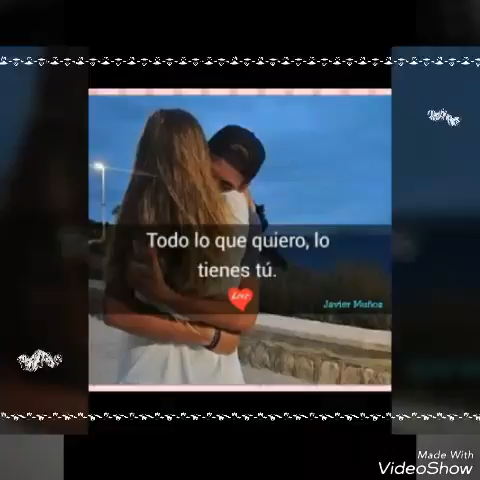 Todo lo que quiero, lo
tienes tú.
Love
Javier Muñoz
Made With
VideoShow